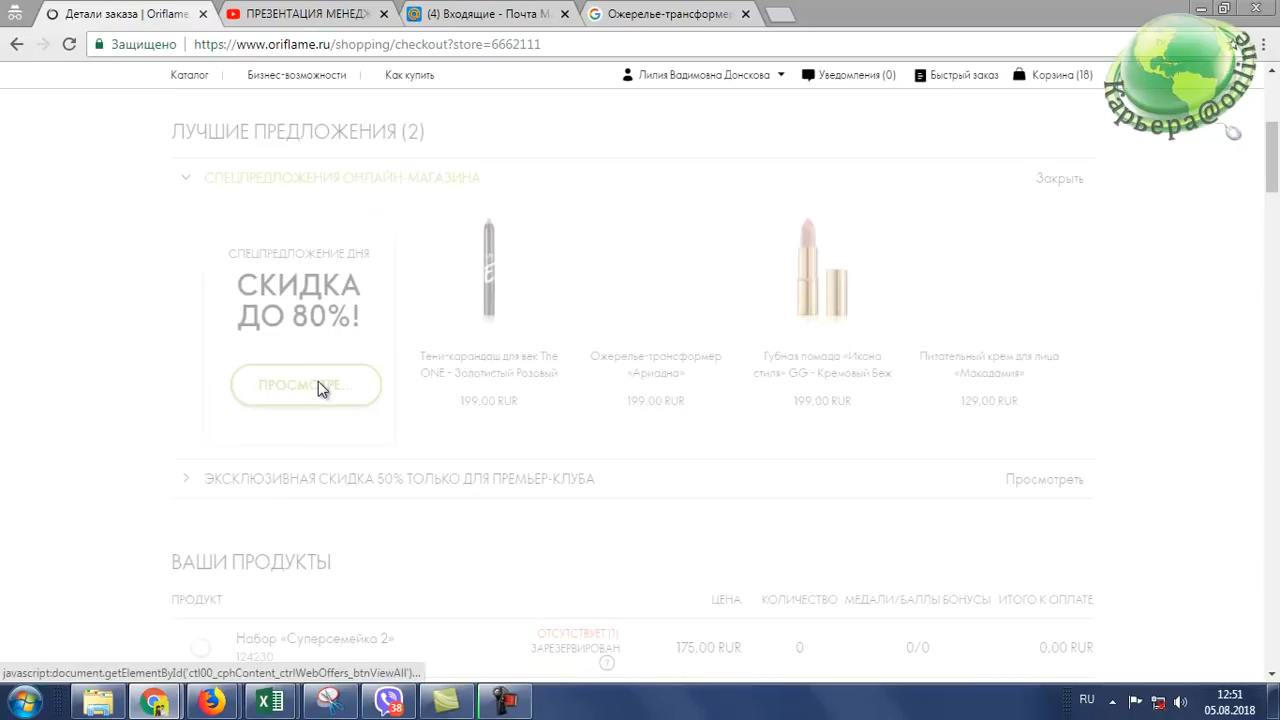 Детали заказа | Oriflame
ПРЕЗЕНТАЦИЯ МЕНЕДЖ
(4) Входящие - Почта М
Ожерелье-трансформер
Защищено
https://www.oriflame.ru/shopping/checkout?store=6662111
Каталог
Бизнес-возможности
Как купить
Лилия Вадимовна Донскова
Уведомления (0)
Быстрый заказ
Корзина (18)
Карьера@online
ЛУЧШИЕ ПРЕДЛОЖЕНИЯ (2)
СПЕЦПРЕДЛОЖЕНИЯ ОНЛАЙН-МАГАЗИНА
Закрыть
СПЕЦПРЕДЛОЖЕНИЕ ДНЯ
СКИДКА
ДО 80%!
ПРОСМОТРЕ...
Тени-карандаш для век The
ONE - Золотистый Розовый
199,00 RUR
Ожерелье-трансформер
«Ариадна»
199,00 RUR
Губная помада «Икона
стиля» GG - Кремовый Беж
199,00 RUR
Питательный крем для лица
«Макадамия»
129,00 RUR
ЭКСКЛЮЗИВНАЯ СКИДКА 50% ТОЛЬКО ДЛЯ ПРЕМЬЕР-КЛУБА
Просмотреть
ВАШИ ПРОДУКТЫ
ПРОДУКТ
ЦЕНА
КОЛИЧЕСТВО
МЕДАЛИ/БАЛЛЫ БОНУСЫ
ИТОГО К ОПЛАТЕ
Набор «Суперсемейка 2»
124230
ОТСУТСТВУЕТ (1)
ЗАРЕЗЕРВИРОВАН
?
175,00 RUR
0
0/0
0,00 RUR
javascript:document.getElementById('ctl00_cphContent_ctrlWebOffers_btnViewAll')...
38
RU
12:51
05.08.2018